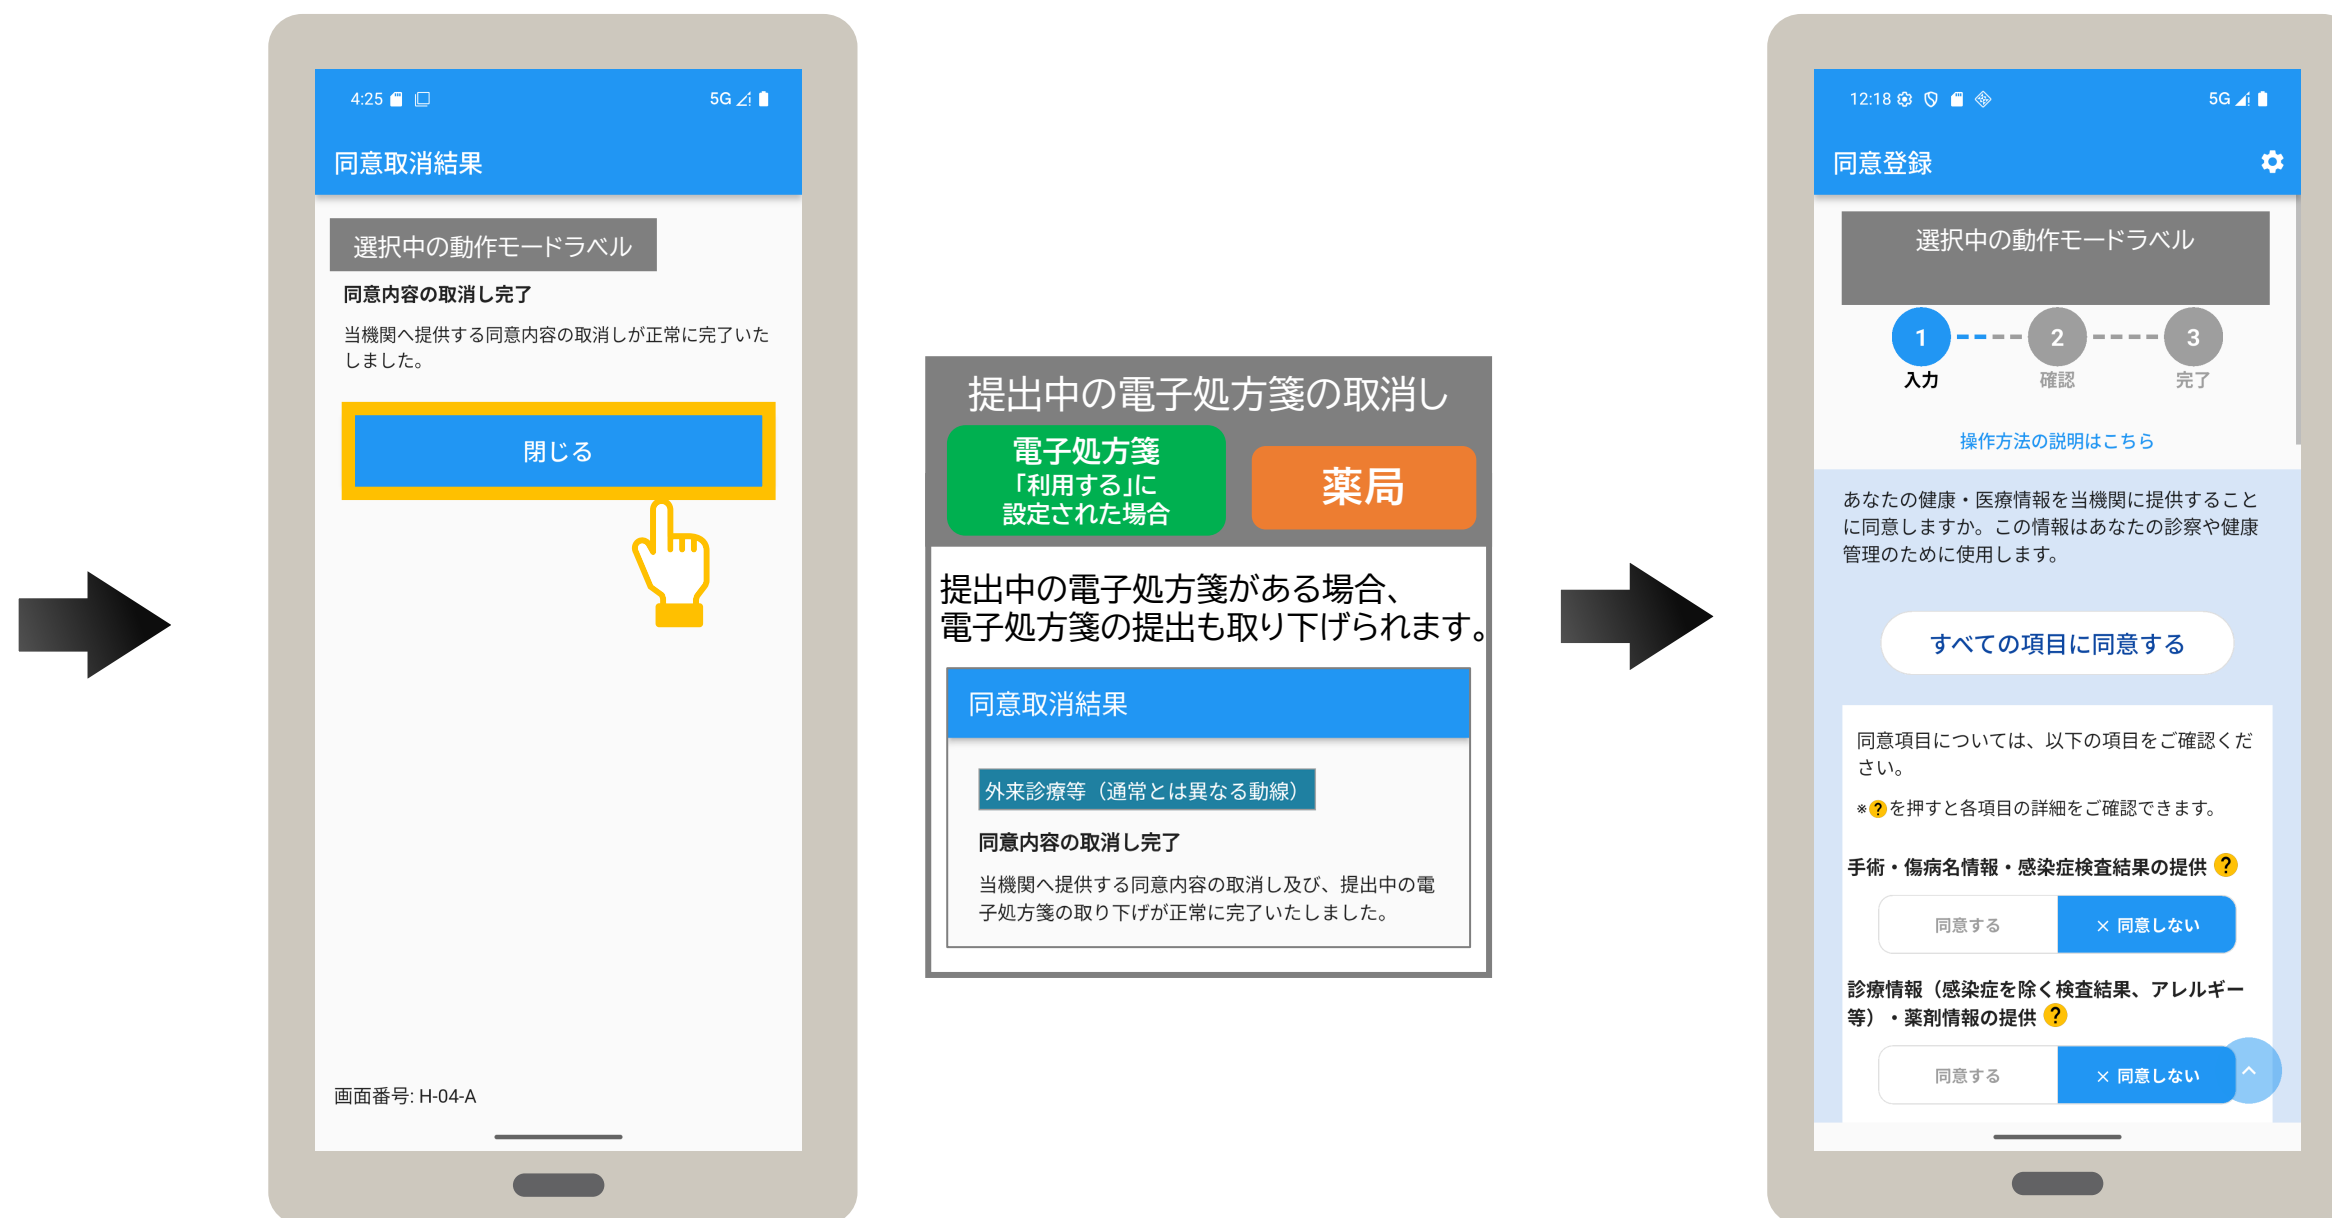 4:25
5G
同意取消結果
選択中の動作モードラベル
同意内容の取消し完了
当機関へ提供する同意内容の取消しが正常に完了いた
しました。
閉じる
画面番号: H-04-A
提出中の電子処方箋の取消し
電子処方箋
「利用する」に
設定された場合
薬局
提出中の電子処方箋がある場合、
電子処方箋の提出も取り下げられます。
同意取消結果
外来診療等（通常とは異なる動線）
同意内容の取消し完了
当機関へ提供する同意内容の取消し及び、提出中の電
子処方箋の取り下げが正常に完了いたしました。
12:18
5G
同意登録
選択中の動作モードラベル
1 2 3
入力 確認 完了
操作方法の説明はこちら
あなたの健康・医療情報を当機関に提供すること
に同意しますか。この情報はあなたの診察や健康
管理のために使用します。
すべての項目に同意する
同意項目については、以下の項目をご確認くだ
さい。
※?を押すと各項目の詳細をご確認できます。
手術・傷病名情報・感染症検査結果の提供 ?
同意する × 同意しない
診療情報（感染症を除く検査結果、アレルギー
等）・薬剤情報の提供 ?
同意する × 同意しない